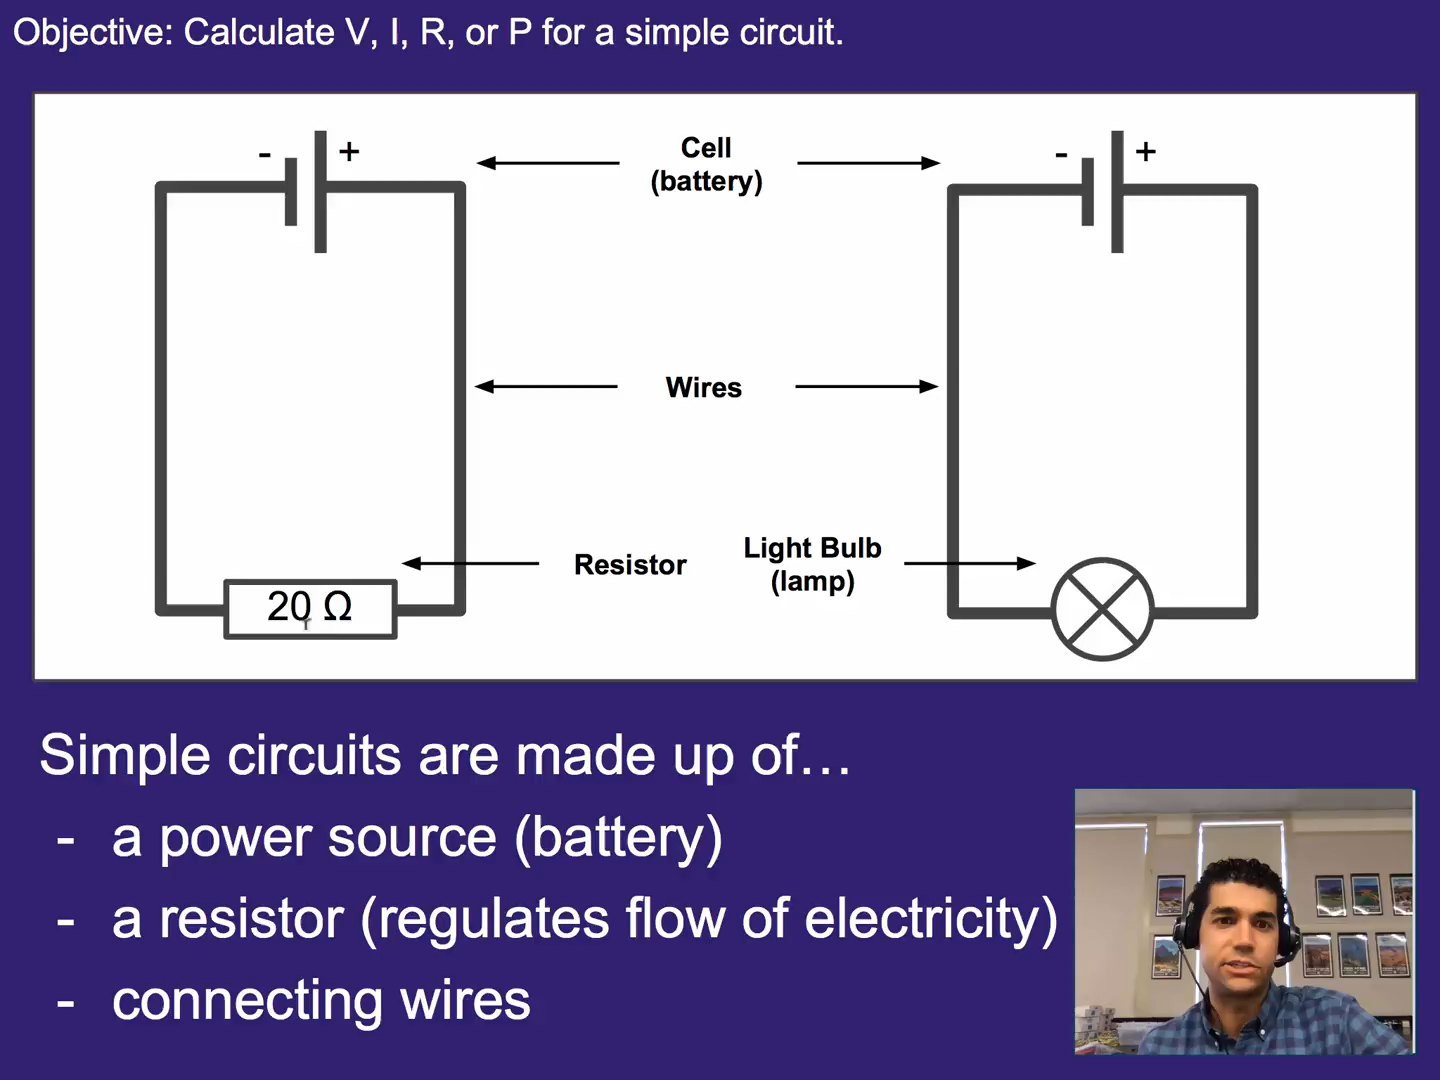 Objective: Calculate V, I, R, or P for a simple circuit.
- +
Cell
(battery)
- +
Wires
Resistor
Light Bulb
(lamp)
20 Ω
Simple circuits are made up of…
- a power source (battery)
- a resistor (regulates flow of electricity)
- connecting wires